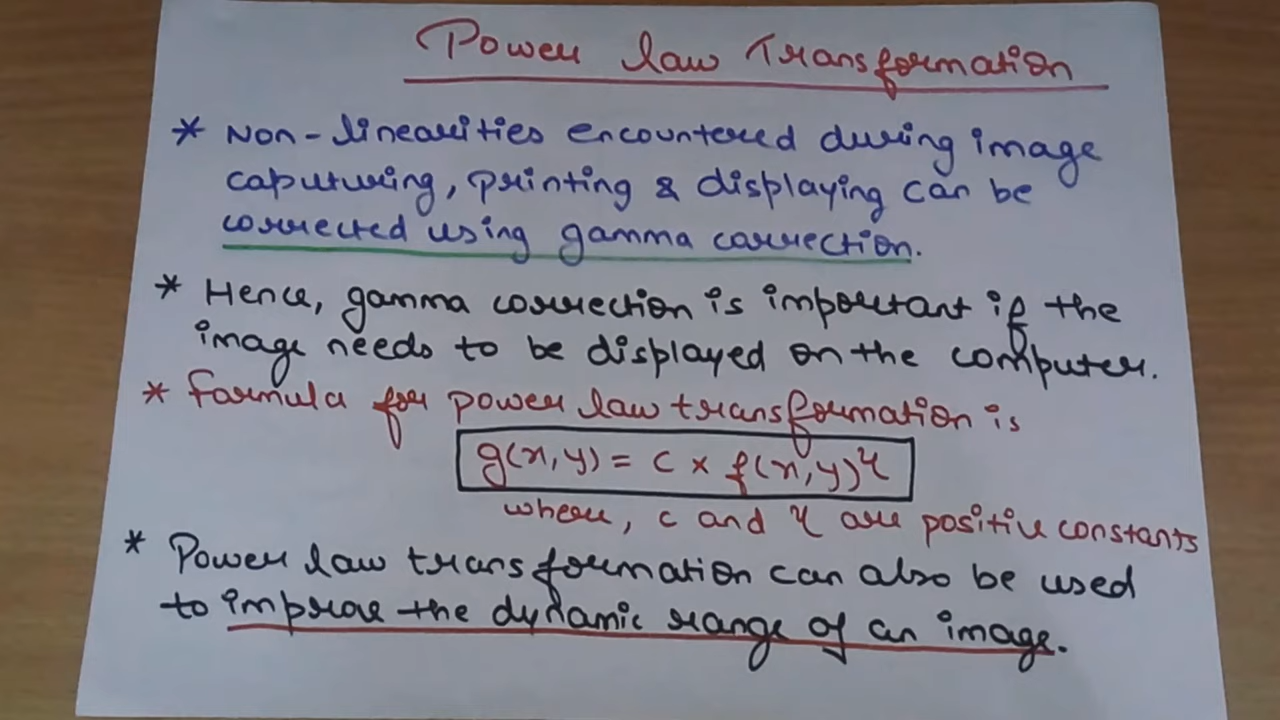 Power law Transformation
* Non-linearities encountered during image
caputuring, printing & displaying can be
corrected using gamma correction.
* Hence, gamma correction is important if the
image needs to be displayed on the computer.
* Formula for power law transformation is
g(x,y) = c × f(x,y)^γ
where, c and γ are positive constants
* Power law transformation can also be used
to improve the dynamic range of an image.